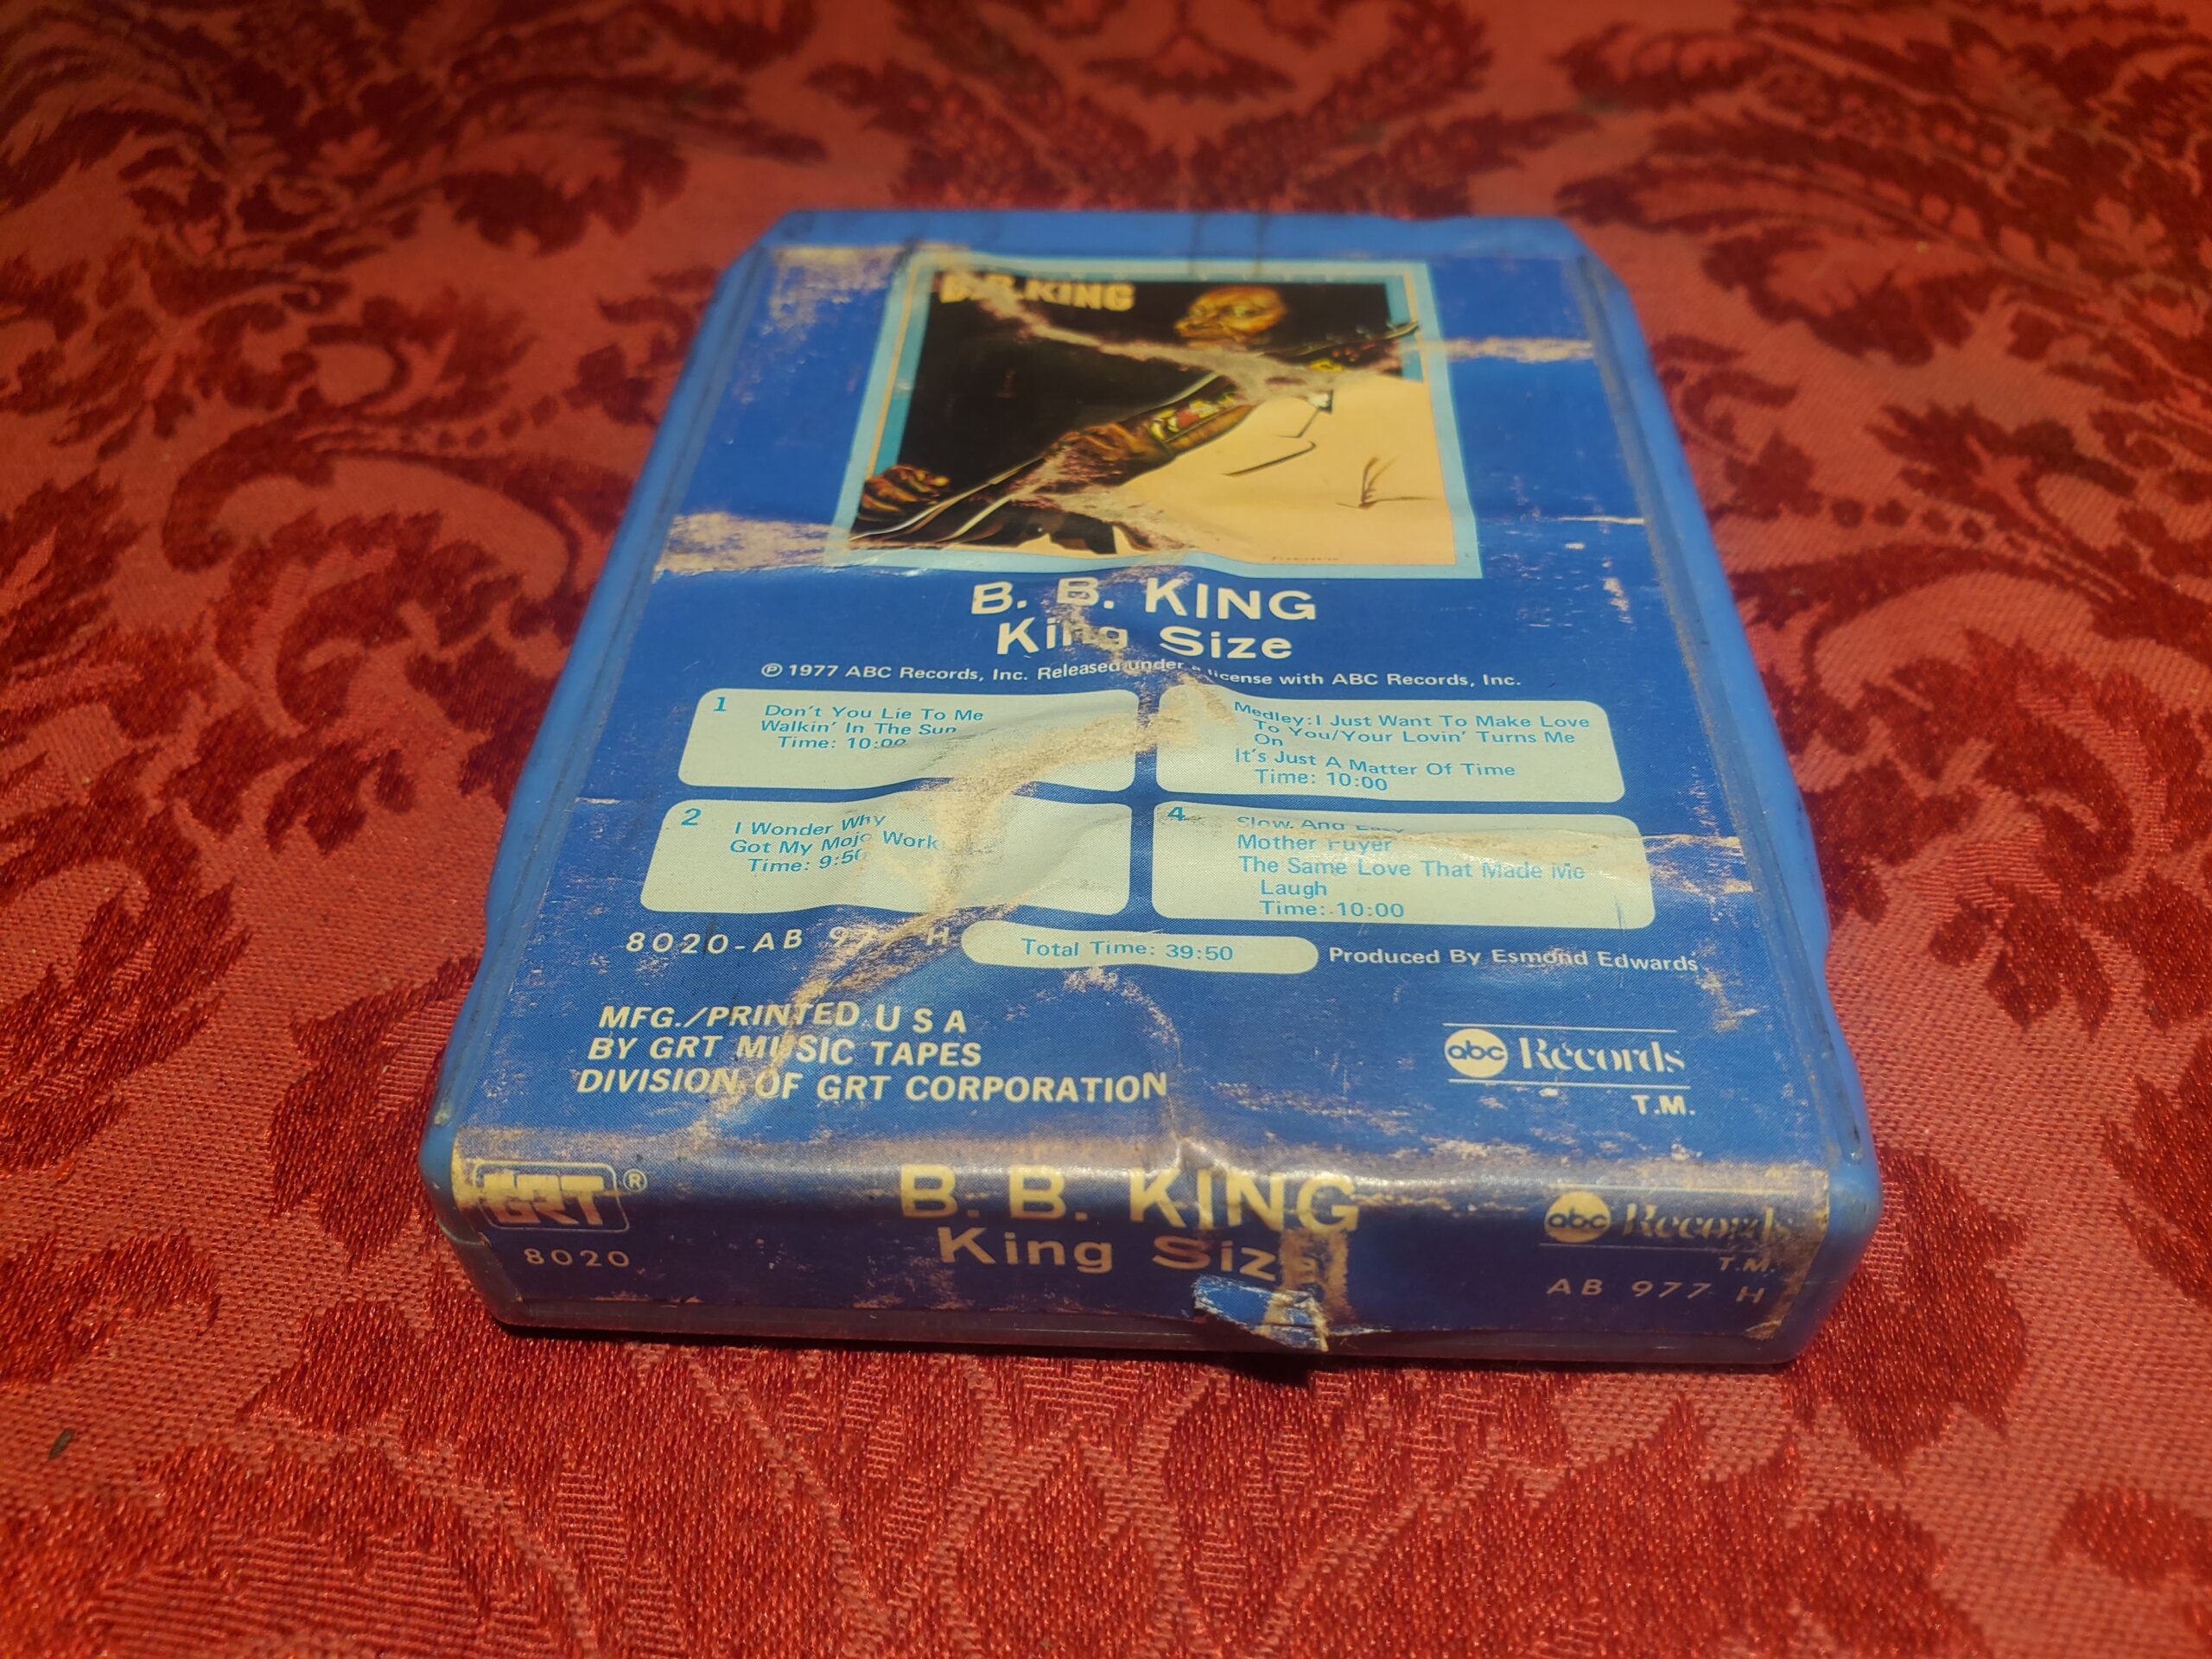 B.B.KING
B. B. KING
King Size
℗ 1977 ABC Records, Inc. Released under license with ABC Records, Inc.
1 Don't You Lie To Me
Walkin' In The Sun
Time: 10:00
Medley: I Just Want To Make Love
To You/Your Lovin' Turns Me
On
It's Just A Matter Of Time
Time: 10:00
2 I Wonder Why
Got My Mojo Work
Time: 9:50
4 Slow And Easy
Mother
The Same Love That Made Me
Laugh
Time: 10:00
8020-AB 97 H
Total Time: 39:50
Produced By Esmond Edwards
MFG./PRINTED U S A
BY GRT MUSIC TAPES
DIVISION OF GRT CORPORATION
abc Records
T.M.
GRT ®
8020
B. B. KING
King Size
abc Records
T.M.
AB 977 H